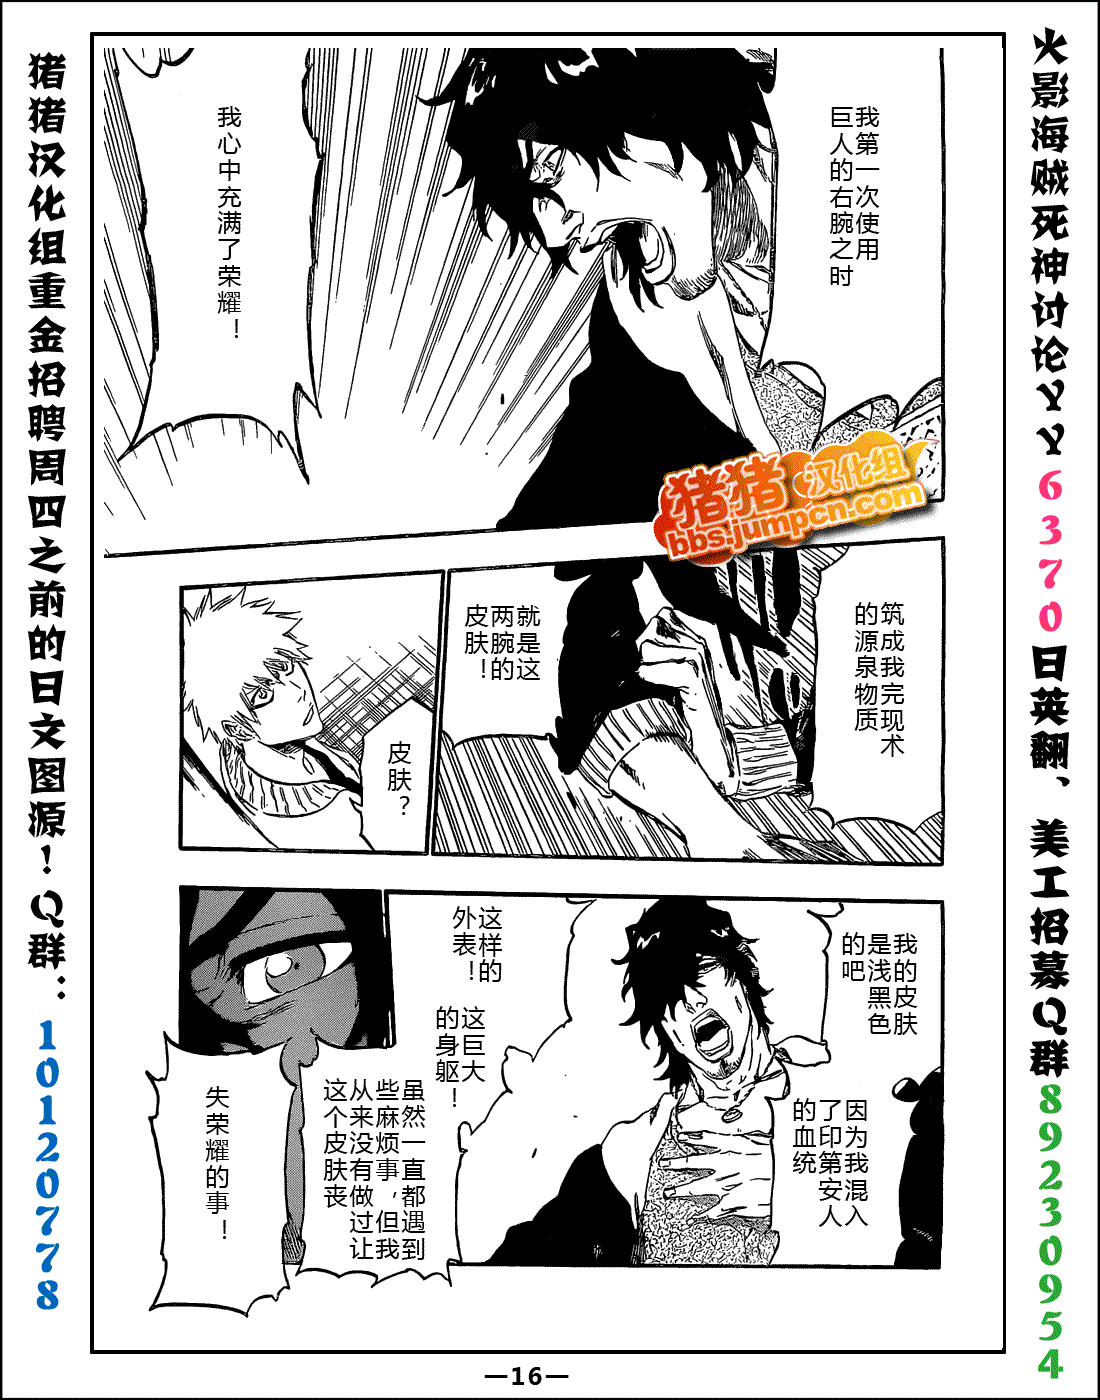 火影海贼死神讨论YY6370日英翻、美工招募Q群89230954
猪猪汉化组重金招聘周四之前的日文图源！Q群：101207778
我第一次使用
巨人的右腕之时
我心中充满了荣耀！
猪猪汉化组
bbs.jumpcn.com
筑成我完现术
的源泉物质
就是这
两腕的
皮肤！
皮肤？
我的皮肤
是浅黑色
的吧
因为我混入
了印第安人
的血统
这样的
外表！
这巨大
的身躯！
虽然一直都遇到
些麻烦事，但我
从来没有做过让
这个皮肤丧
失荣耀的事！
—16—